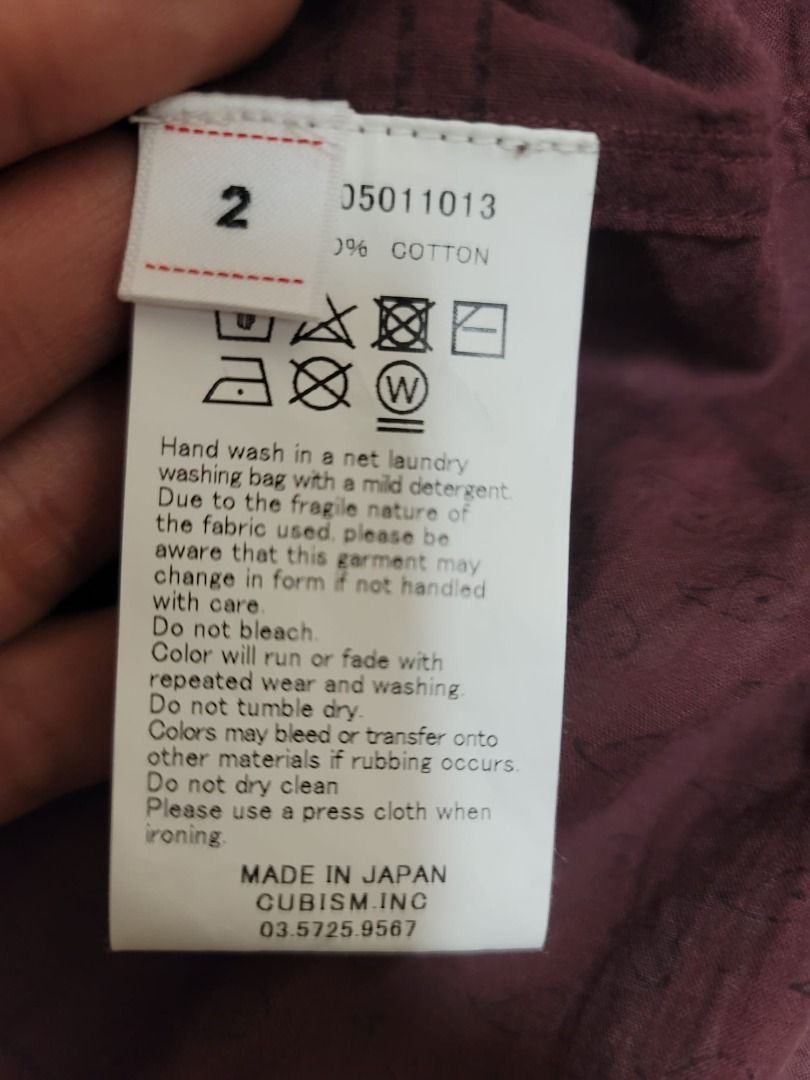 2
05011013
0% COTTON
W
Hand wash in a net laundry
washing bag with a mild detergent.
Due to the fragile nature of
the fabric used, please be
aware that this garment may
change in form if not handled
with care.
Do not bleach.
Color will run or fade with
repeated wear and washing.
Do not tumble dry.
Colors may bleed or transfer onto
other materials if rubbing occurs.
Do not dry clean
Please use a press cloth when
ironing.
MADE IN JAPAN
CUBISM.INC
03.5725.9567